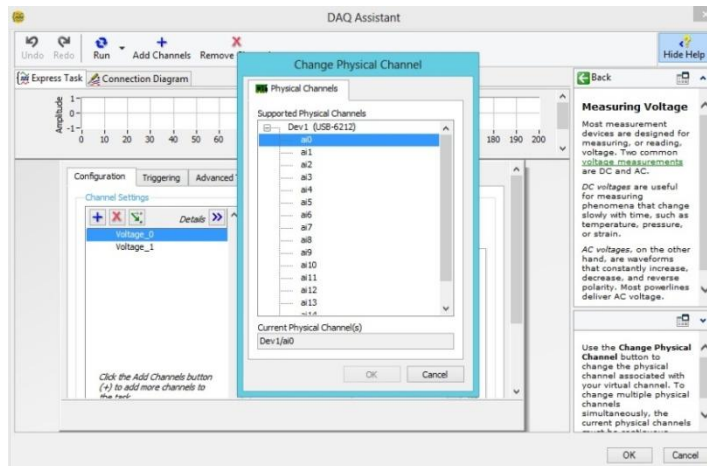 DAQ Assistant
Undo Redo Run Add Channels Remove
Hide Help
Express Task Connection Diagram
Amplitude
1
0
-1
0 10 20 30 40 50 60
180 190 200
Configuration Triggering Advanced
Channel Settings
Details
Voltage_0
Voltage_1
Click the Add Channels button
(+) to add more channels to
the task.
Change Physical Channel
Physical Channels
Supported Physical Channels
Dev1 (USB-6212)
ai0
ai1
ai2
ai3
ai4
ai5
ai6
ai7
ai8
ai9
ai10
ai11
ai12
ai13
ai14
Current Physical Channel(s)
Dev1/ai0
OK Cancel
Back
Measuring Voltage
Most measurement
devices are designed for
measuring, or reading,
voltage. Two common
voltage measurements
are DC and AC.
DC voltages are useful
for measuring
phenomena that change
slowly with time, such as
temperature, pressure,
or strain.
AC voltages, on the other
hand, are waveforms
that constantly increase,
decrease, and reverse
polarity. Most powerlines
deliver AC voltage.
Use the Change Physical
Channel button to
change the physical
channel associated with
your virtual channel. To
change multiple physical
channels
simultaneously, the
current physical channels
must be continuous
OK Cancel